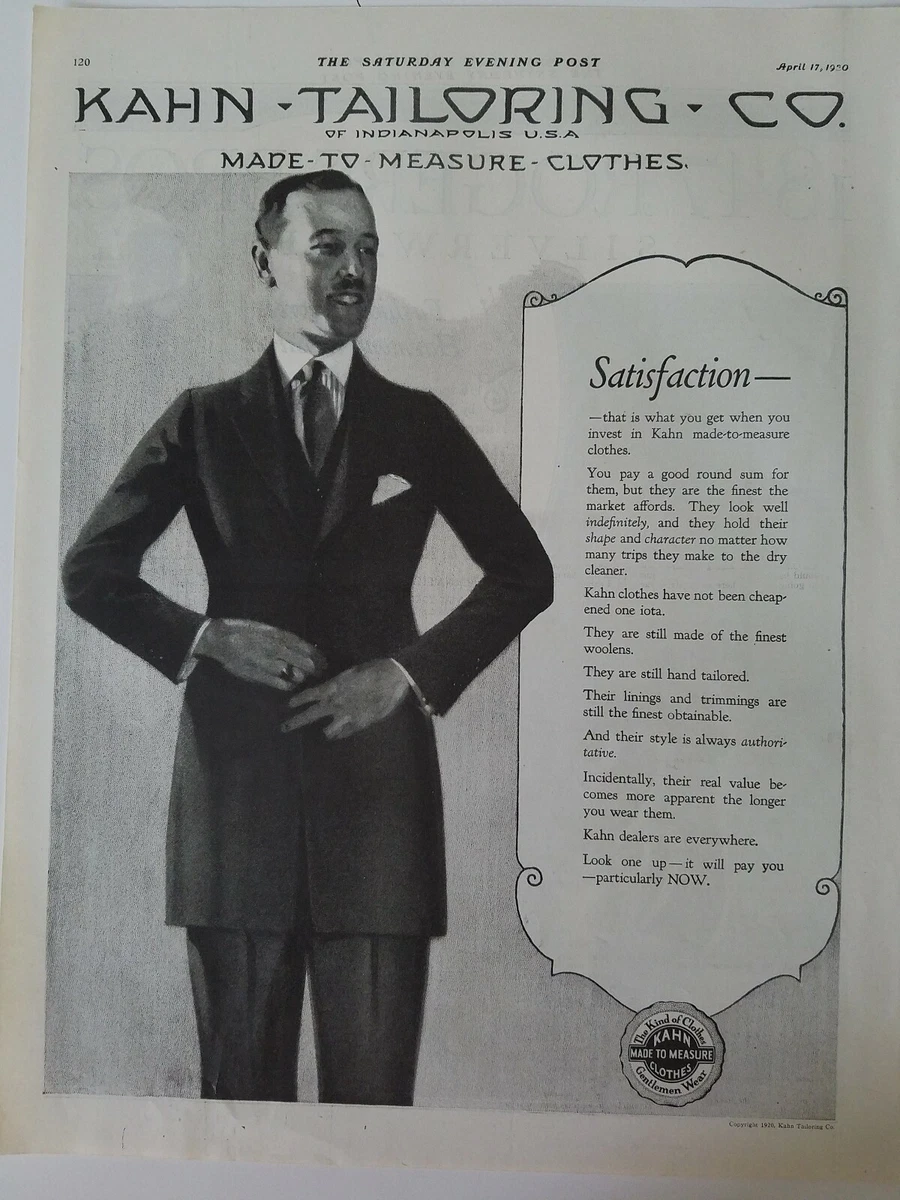 120
THE SATURDAY EVENING POST
April 17, 1920
KAHN - TAILORING - CO.
OF INDIANAPOLIS U.S.A
MADE-TO-MEASURE-CLOTHES.
Satisfaction—
—that is what you get when you
invest in Kahn made-to-measure
clothes.
You pay a good round sum for
them, but they are the finest the
market affords. They look well
indefinitely, and they hold their
shape and character no matter how
many trips they make to the dry
cleaner.
Kahn clothes have not been cheap-
ened one iota.
They are still made of the finest
woolens.
They are still hand tailored.
Their linings and trimmings are
still the finest obtainable.
And their style is always authori-
tative.
Incidentally, their real value be-
comes more apparent the longer
you wear them.
Kahn dealers are everywhere.
Look one up—it will pay you
—particularly NOW.
The Kind of Clothes
KAHN
MADE TO MEASURE
CLOTHES
Gentlemen Wear
Copyright 1920, Kahn Tailoring Co.